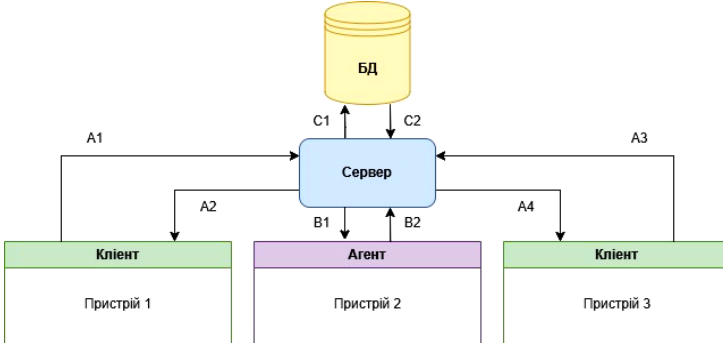 БД
C1
C2
A1
A3
Сервер
A2
A4
B1
B2
Клієнт
Агент
Клієнт
Пристрій 1
Пристрій 2
Пристрій 3